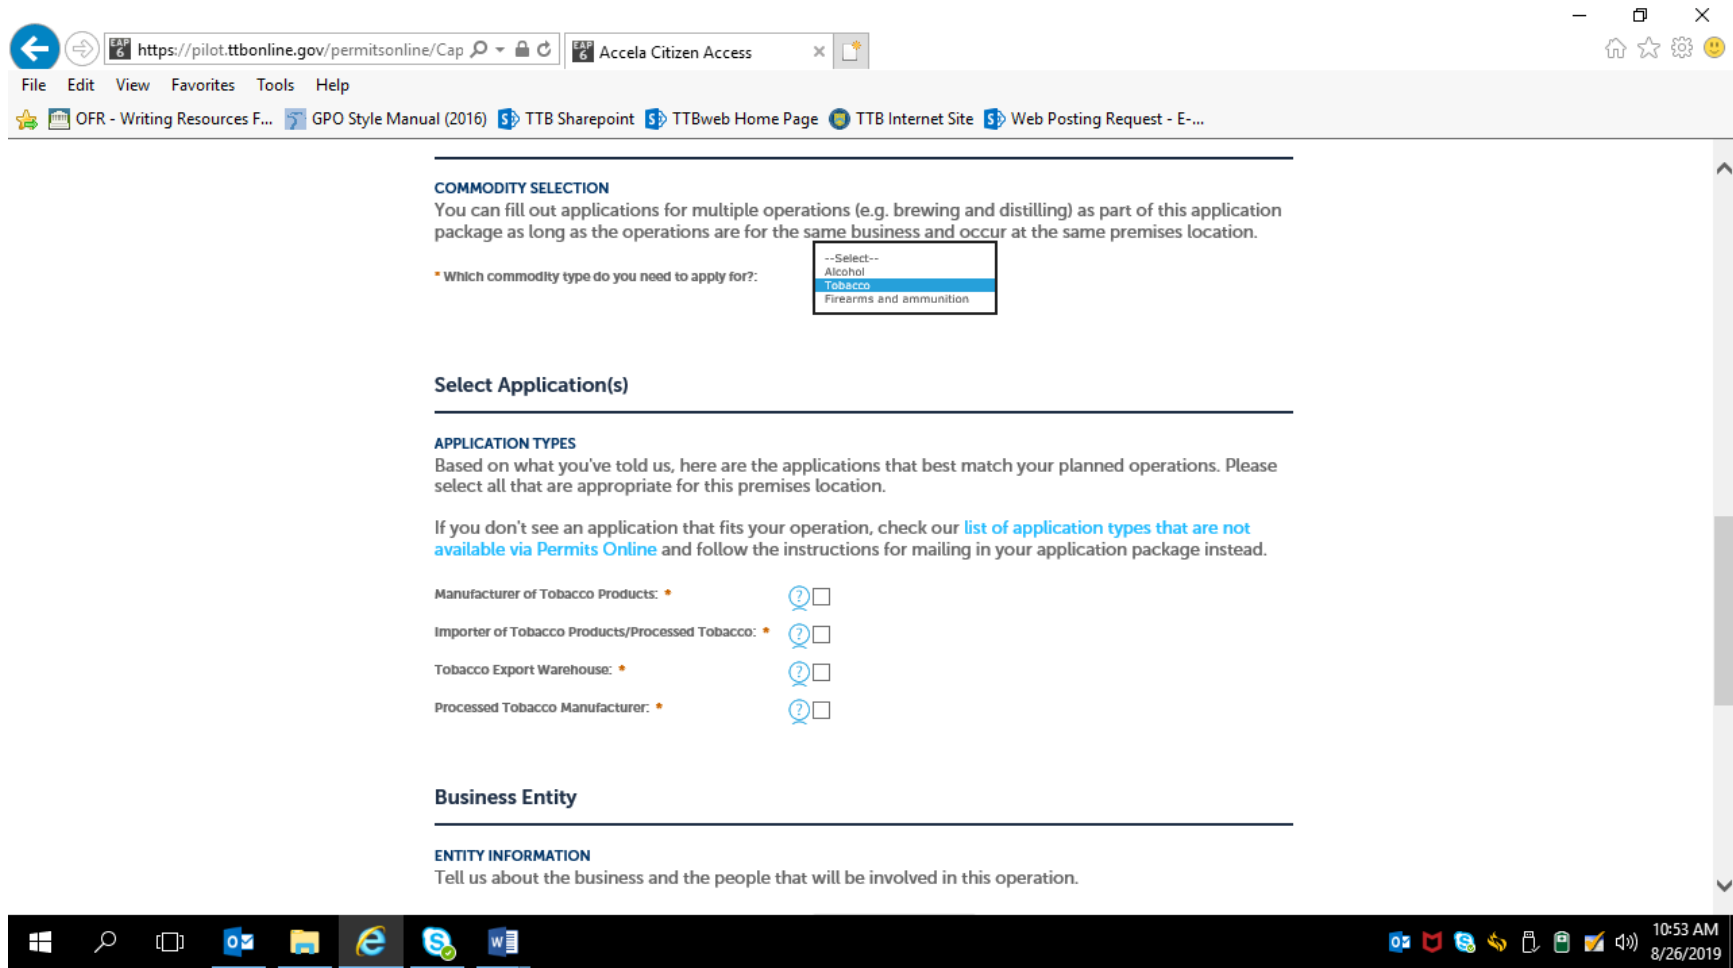 https://pilot.ttbonline.gov/permitsonline/Cap
Accela Citizen Access
File Edit View Favorites Tools Help
OFR - Writing Resources F... GPO Style Manual (2016) TTB Sharepoint TTBweb Home Page TTB Internet Site Web Posting Request - E-...
COMMODITY SELECTION
You can fill out applications for multiple operations (e.g. brewing and distilling) as part of this application
package as long as the operations are for the same business and occur at the same premises location.
* Which commodity type do you need to apply for?:
--Select--
Alcohol
Tobacco
Firearms and ammunition
Select Application(s)
APPLICATION TYPES
Based on what you've told us, here are the applications that best match your planned operations. Please
select all that are appropriate for this premises location.
If you don't see an application that fits your operation, check our list of application types that are not
available via Permits Online and follow the instructions for mailing in your application package instead.
Manufacturer of Tobacco Products: * ?
Importer of Tobacco Products/Processed Tobacco: * ?
Tobacco Export Warehouse: * ?
Processed Tobacco Manufacturer: * ?
Business Entity
ENTITY INFORMATION
Tell us about the business and the people that will be involved in this operation.
10:53 AM
8/26/2019